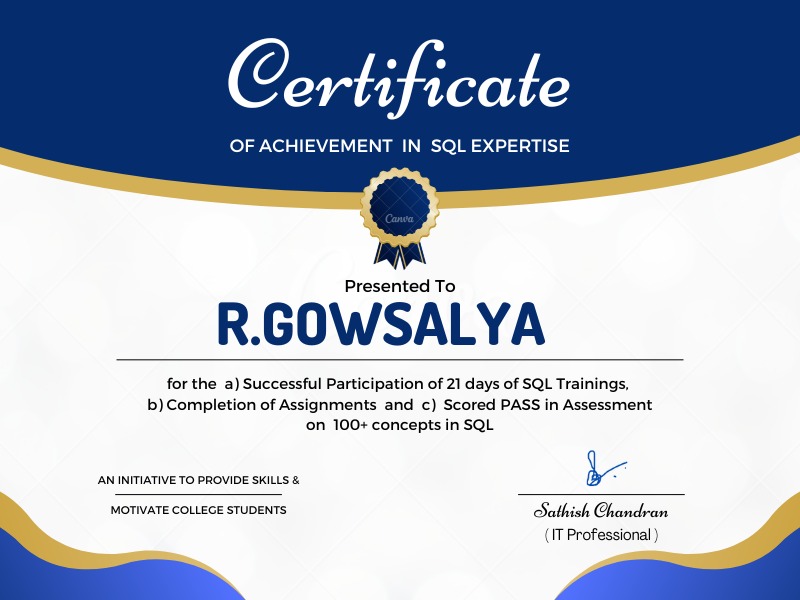 Certificate
OF ACHIEVEMENT IN SQL EXPERTISE
Canva
Presented To
R.GOWSALYA
for the a) Successful Participation of 21 days of SQL Trainings,
b) Completion of Assignments and c) Scored PASS in Assessment
on 100+ concepts in SQL
AN INITIATIVE TO PROVIDE SKILLS &
MOTIVATE COLLEGE STUDENTS
Sathish Chandran
( IT Professional )